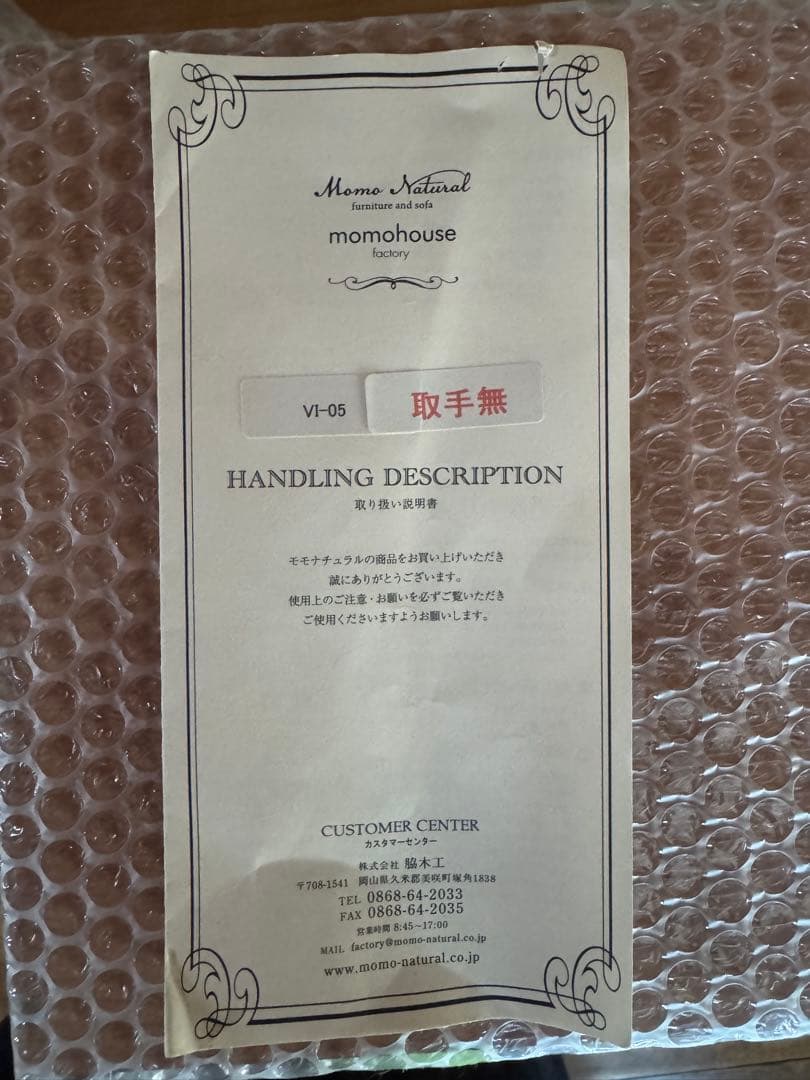 Momo Natural
furniture and sofa
momohouse
factory
VI-05 取手無
HANDLING DESCRIPTION
取り扱い説明書
モモナチュラルの商品をお買い上げいただき
誠にありがとうございます。
使用上のご注意・お願いを必ずご覧いただき
ご使用くださいますようお願いします。
CUSTOMER CENTER
カスタマーセンター
株式会社 脇木工
〒708-1541 岡山県久米郡美咲町塚角1838
TEL 0868-64-2033
FAX 0868-64-2035
営業時間 8:45~17:00
MAIL factory@momo-natural.co.jp
www.momo-natural.co.jp